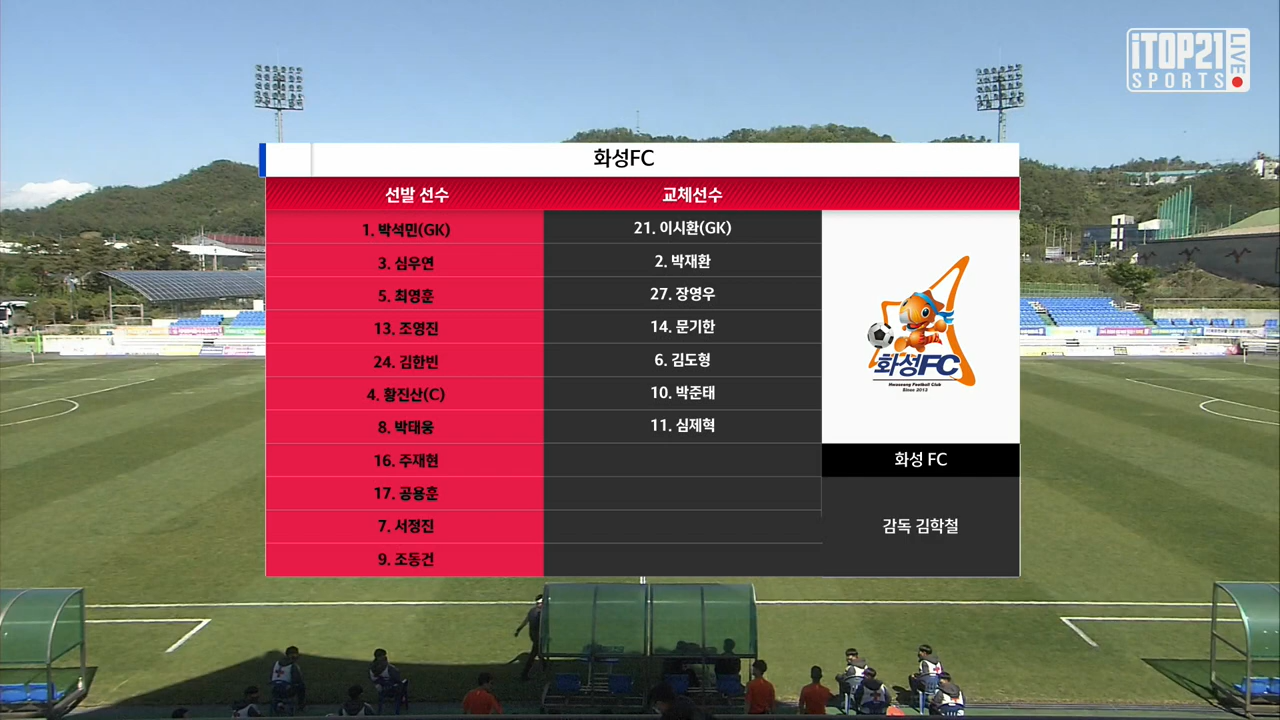 iTOP21
SPORTS
LIVE
화성FC
선발 선수
교체선수
1. 박석민(GK)
3. 심우연
5. 최영훈
13. 조영진
24. 김한빈
4. 황진산(C)
8. 박태웅
16. 주재현
17. 공용훈
7. 서정진
9. 조동건
21. 이시환(GK)
2. 박재환
27. 장영우
14. 문기한
6. 김도형
10. 박준태
11. 심제혁
화성FC
Hwaseong Football Club
Since 2013
화성 FC
감독 김학철